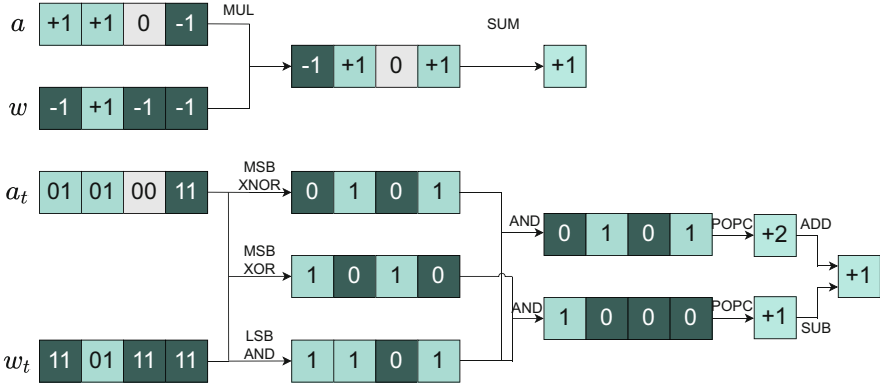 a +1 +1 0 -1 MUL
SUM
-1 +1 0 +1 +1
w -1 +1 -1 -1
a_t 01 01 00 11 MSB XNOR 0 1 0 1
AND 0 1 0 1 POPC +2 ADD
MSB XOR 1 0 1 0
+1
AND 1 0 0 0 POPC +1 SUB
w_t 11 01 11 11 LSB AND 1 1 0 1